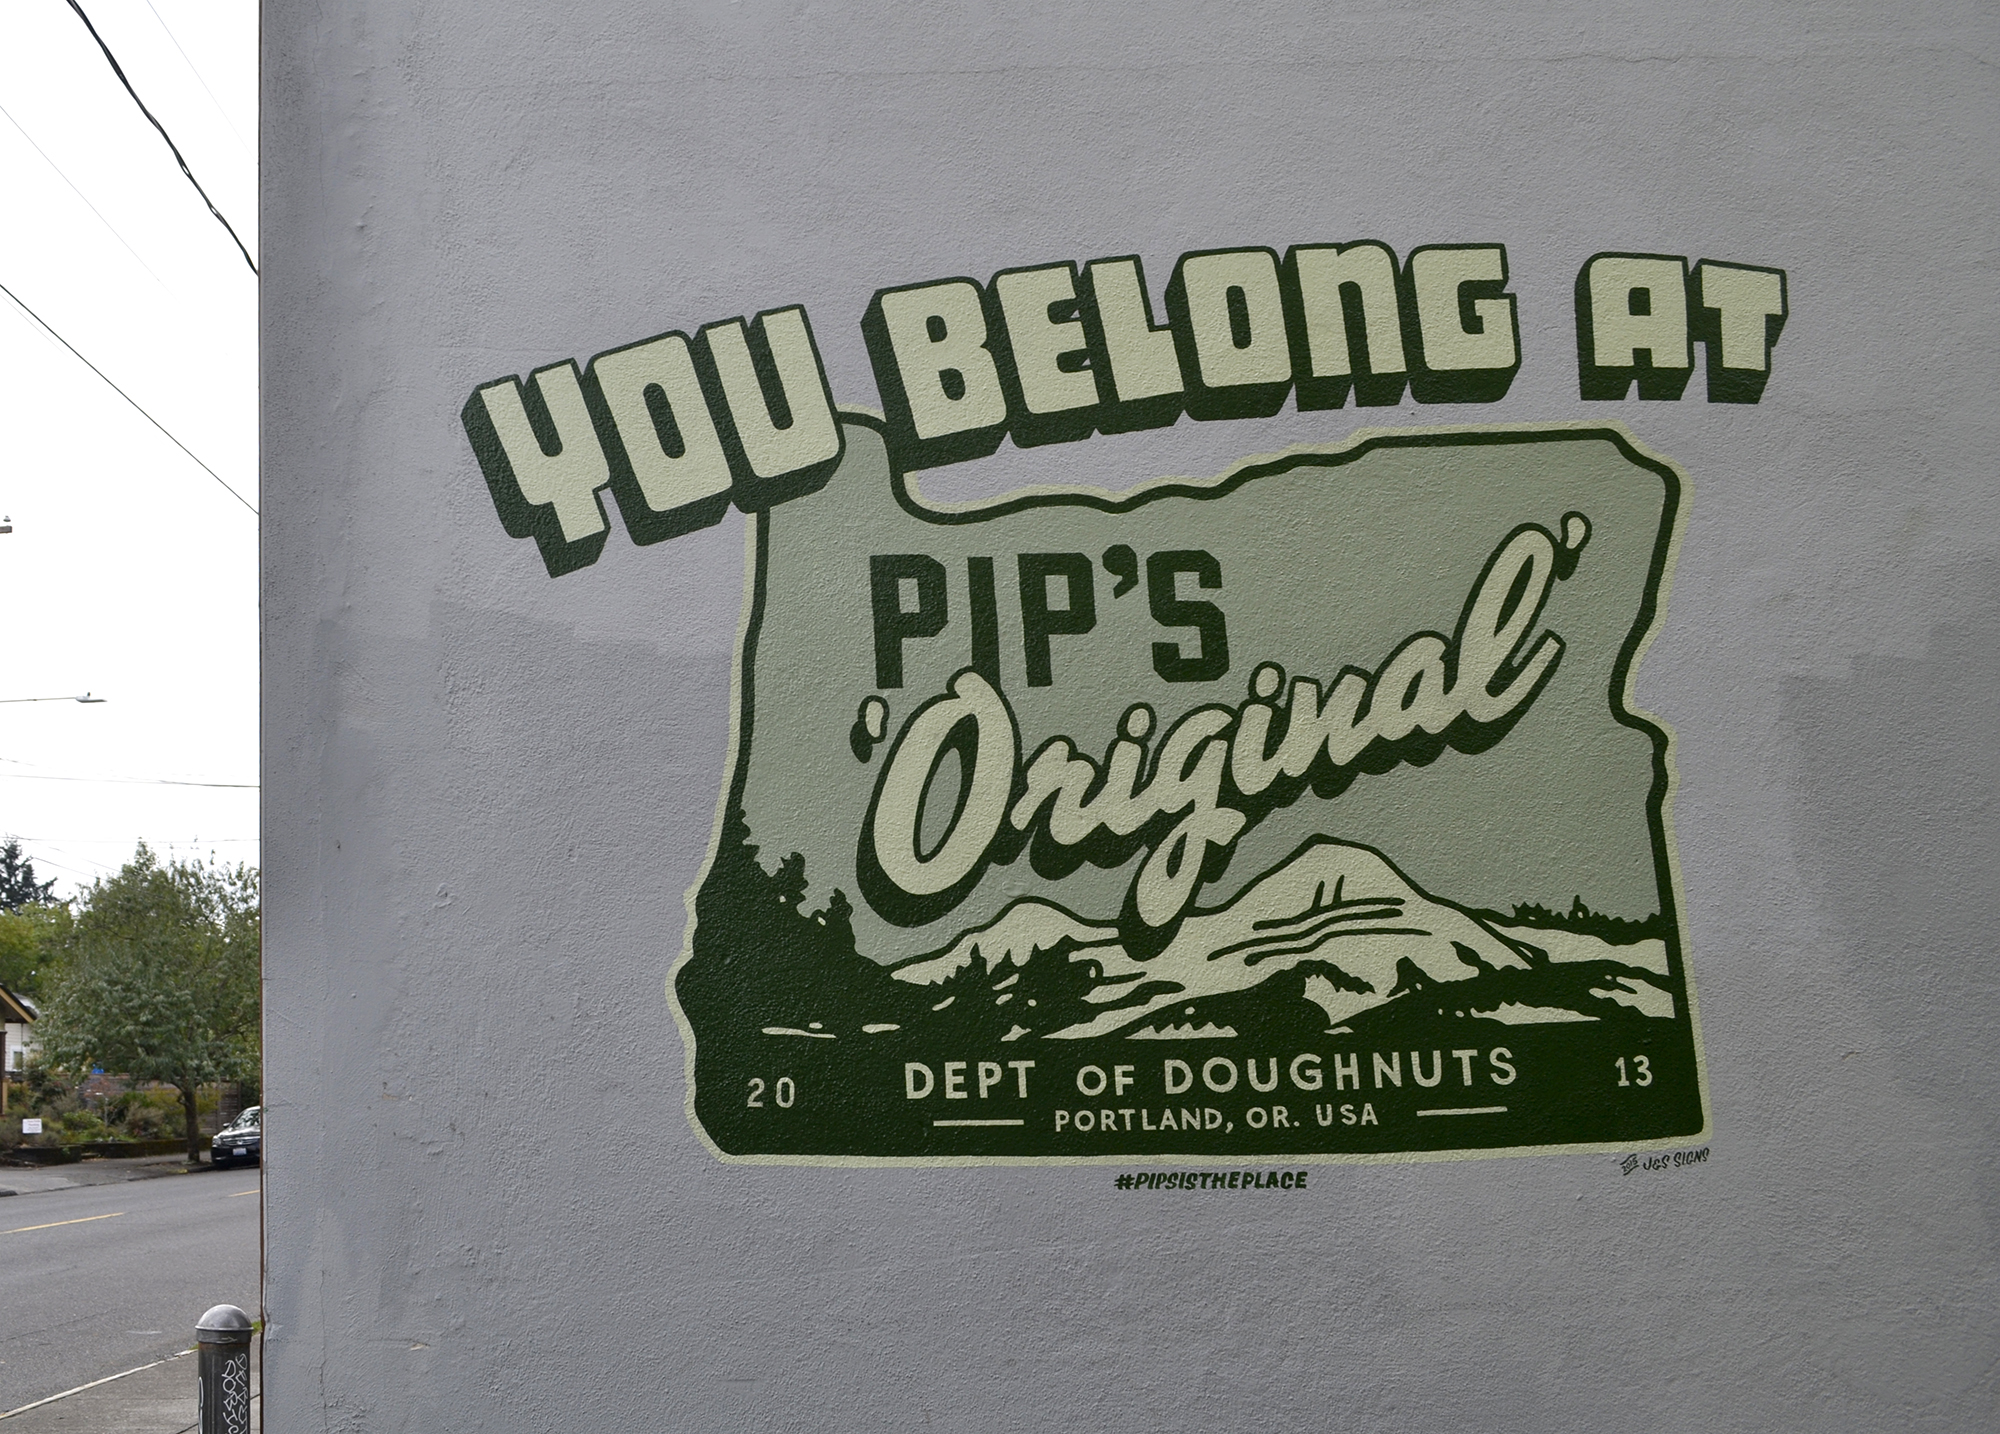 YOU BELONG AT
PIP'S
'Original'
20 DEPT OF DOUGHNUTS 13
PORTLAND, OR. USA
#PIPSISTHEPLACE
J&S SIGNS